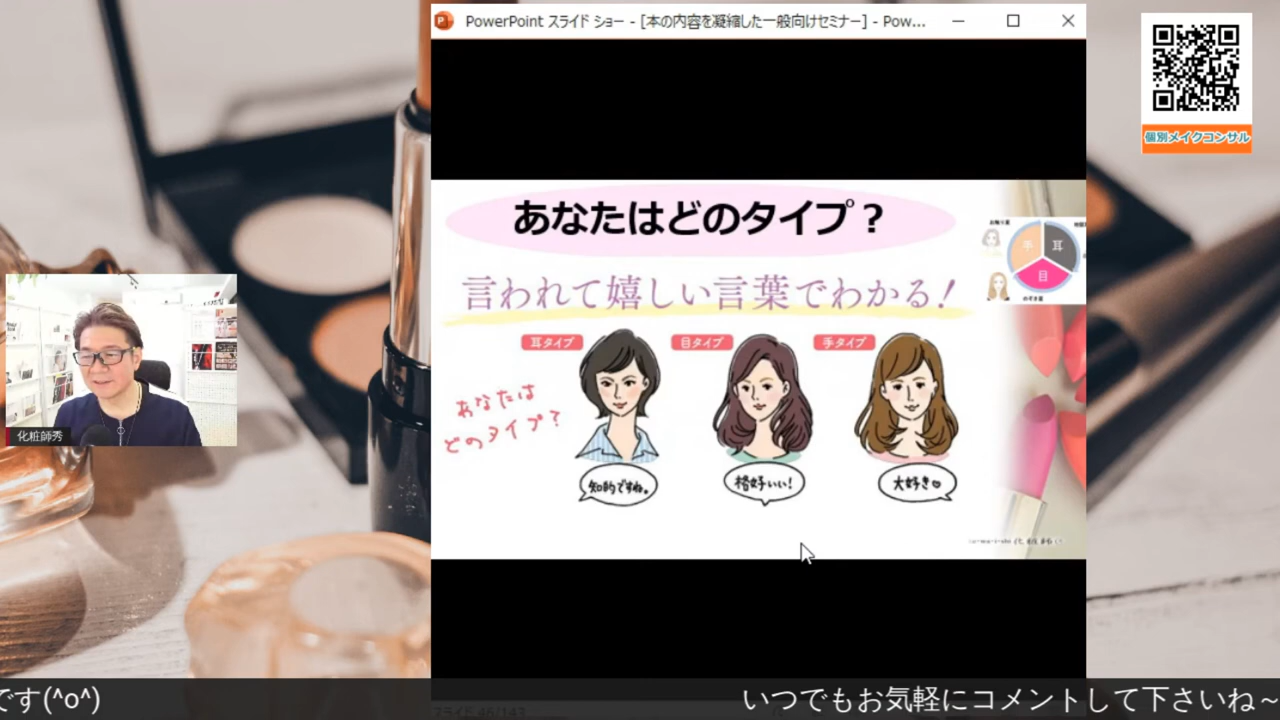 PowerPoint スライド ショー - [本の内容を凝縮した一般向けセミナー] - Pow...
個別メイクコンサル
あなたはどのタイプ？
言われて嬉しい言葉でわかる！
手
耳
目
耳タイプ
目タイプ
手タイプ
あなたは
どのタイプ？
知的ですね。
格好いい！
大好き♡
化粧師秀
です(^o^)
いつでもお気軽にコメントして下さいね～
スライド 46/143